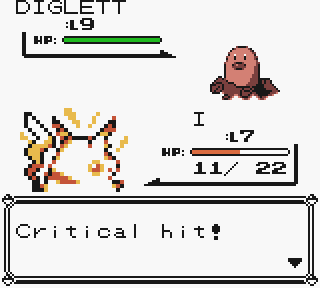 DIGLETT
:L9
HP:
I
:L7
HP:
11/ 22
Critical hit!